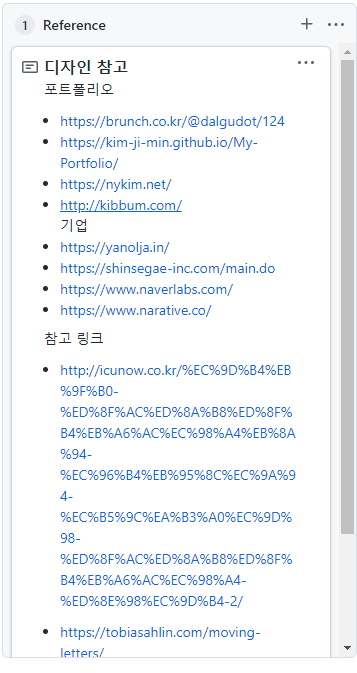 1 Reference
디자인 참고
포트폴리오
https://brunch.co.kr/@dalgudot/124
https://kim-ji-min.github.io/My-
Portfolio/
https://nykim.net/
http://kibbum.com/
기업
https://yanolja.in/
https://shinsegae-inc.com/main.do
https://www.naverlabs.com/
https://www.narative.co/
참고 링크
http://icunow.co.kr/%EC%9D%B4%EB
%9F%B0-
%ED%8F%AC%ED%8A%B8%ED%8F%
B4%EB%A6%AC%EC%98%A4%EB%8A
%94-
%EC%96%B4%EB%95%8C%EC%9A%9
4-
%EC%B5%9C%EA%B3%A0%EC%9D%
98-
%ED%8F%AC%ED%8A%B8%ED%8F%
B4%EB%A6%AC%EC%98%A4-
%ED%8E%98%EC%9D%B4-2/
https://tobiasahlin.com/moving-
letters/